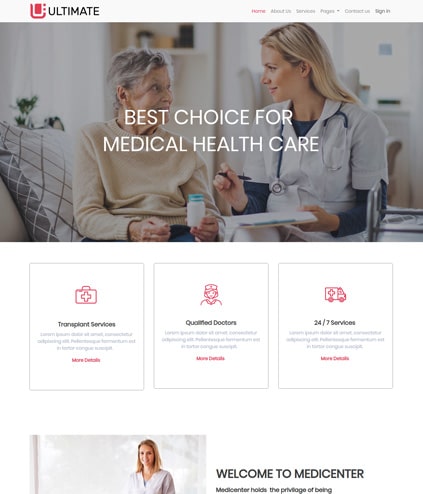 ULTIMATE
Home About Us Services Pages Contact us Sign In
BEST CHOICE FOR
MEDICAL HEALTH CARE
Transplant Services
Lorem ipsum dolor sit amet, consectetur
adipiscing elit. Pellentesque fermentum est
in tortor congue suscipit.
More Details
Qualified Doctors
Lorem ipsum dolor sit amet, consectetur
adipiscing elit. Pellentesque fermentum est
in tortor congue suscipit.
More Details
24 / 7 Services
Lorem ipsum dolor sit amet, consectetur
adipiscing elit. Pellentesque fermentum est
in tortor congue suscipit.
More Details
WELCOME TO MEDICENTER
Medicenter holds the privilage of being